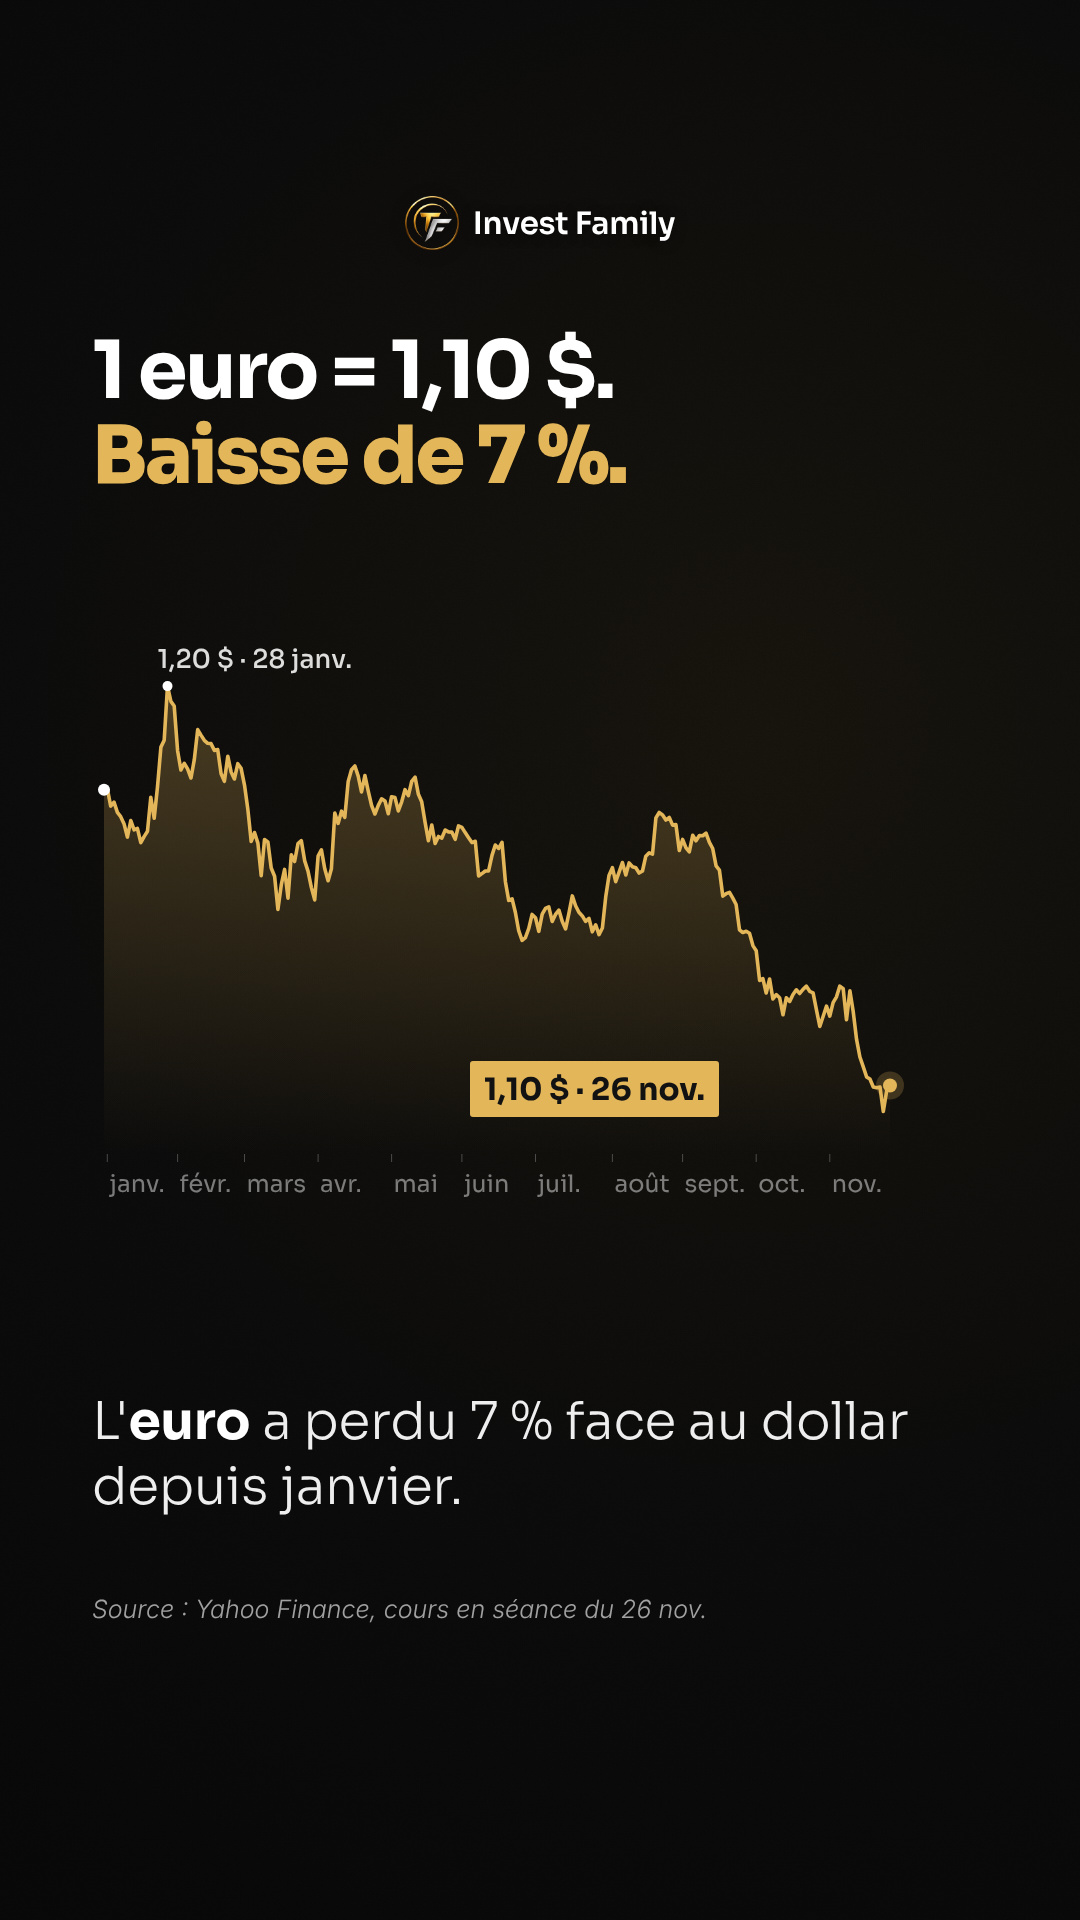 Invest Family
1 euro = 1,10 $.
Baisse de 7 %.
1,20 $ · 28 janv.
1,10 $ · 26 nov.
janv. févr. mars avr. mai juin juil. août sept. oct. nov.
L'euro a perdu 7 % face au dollar
depuis janvier.
Source : Yahoo Finance, cours en séance du 26 nov.